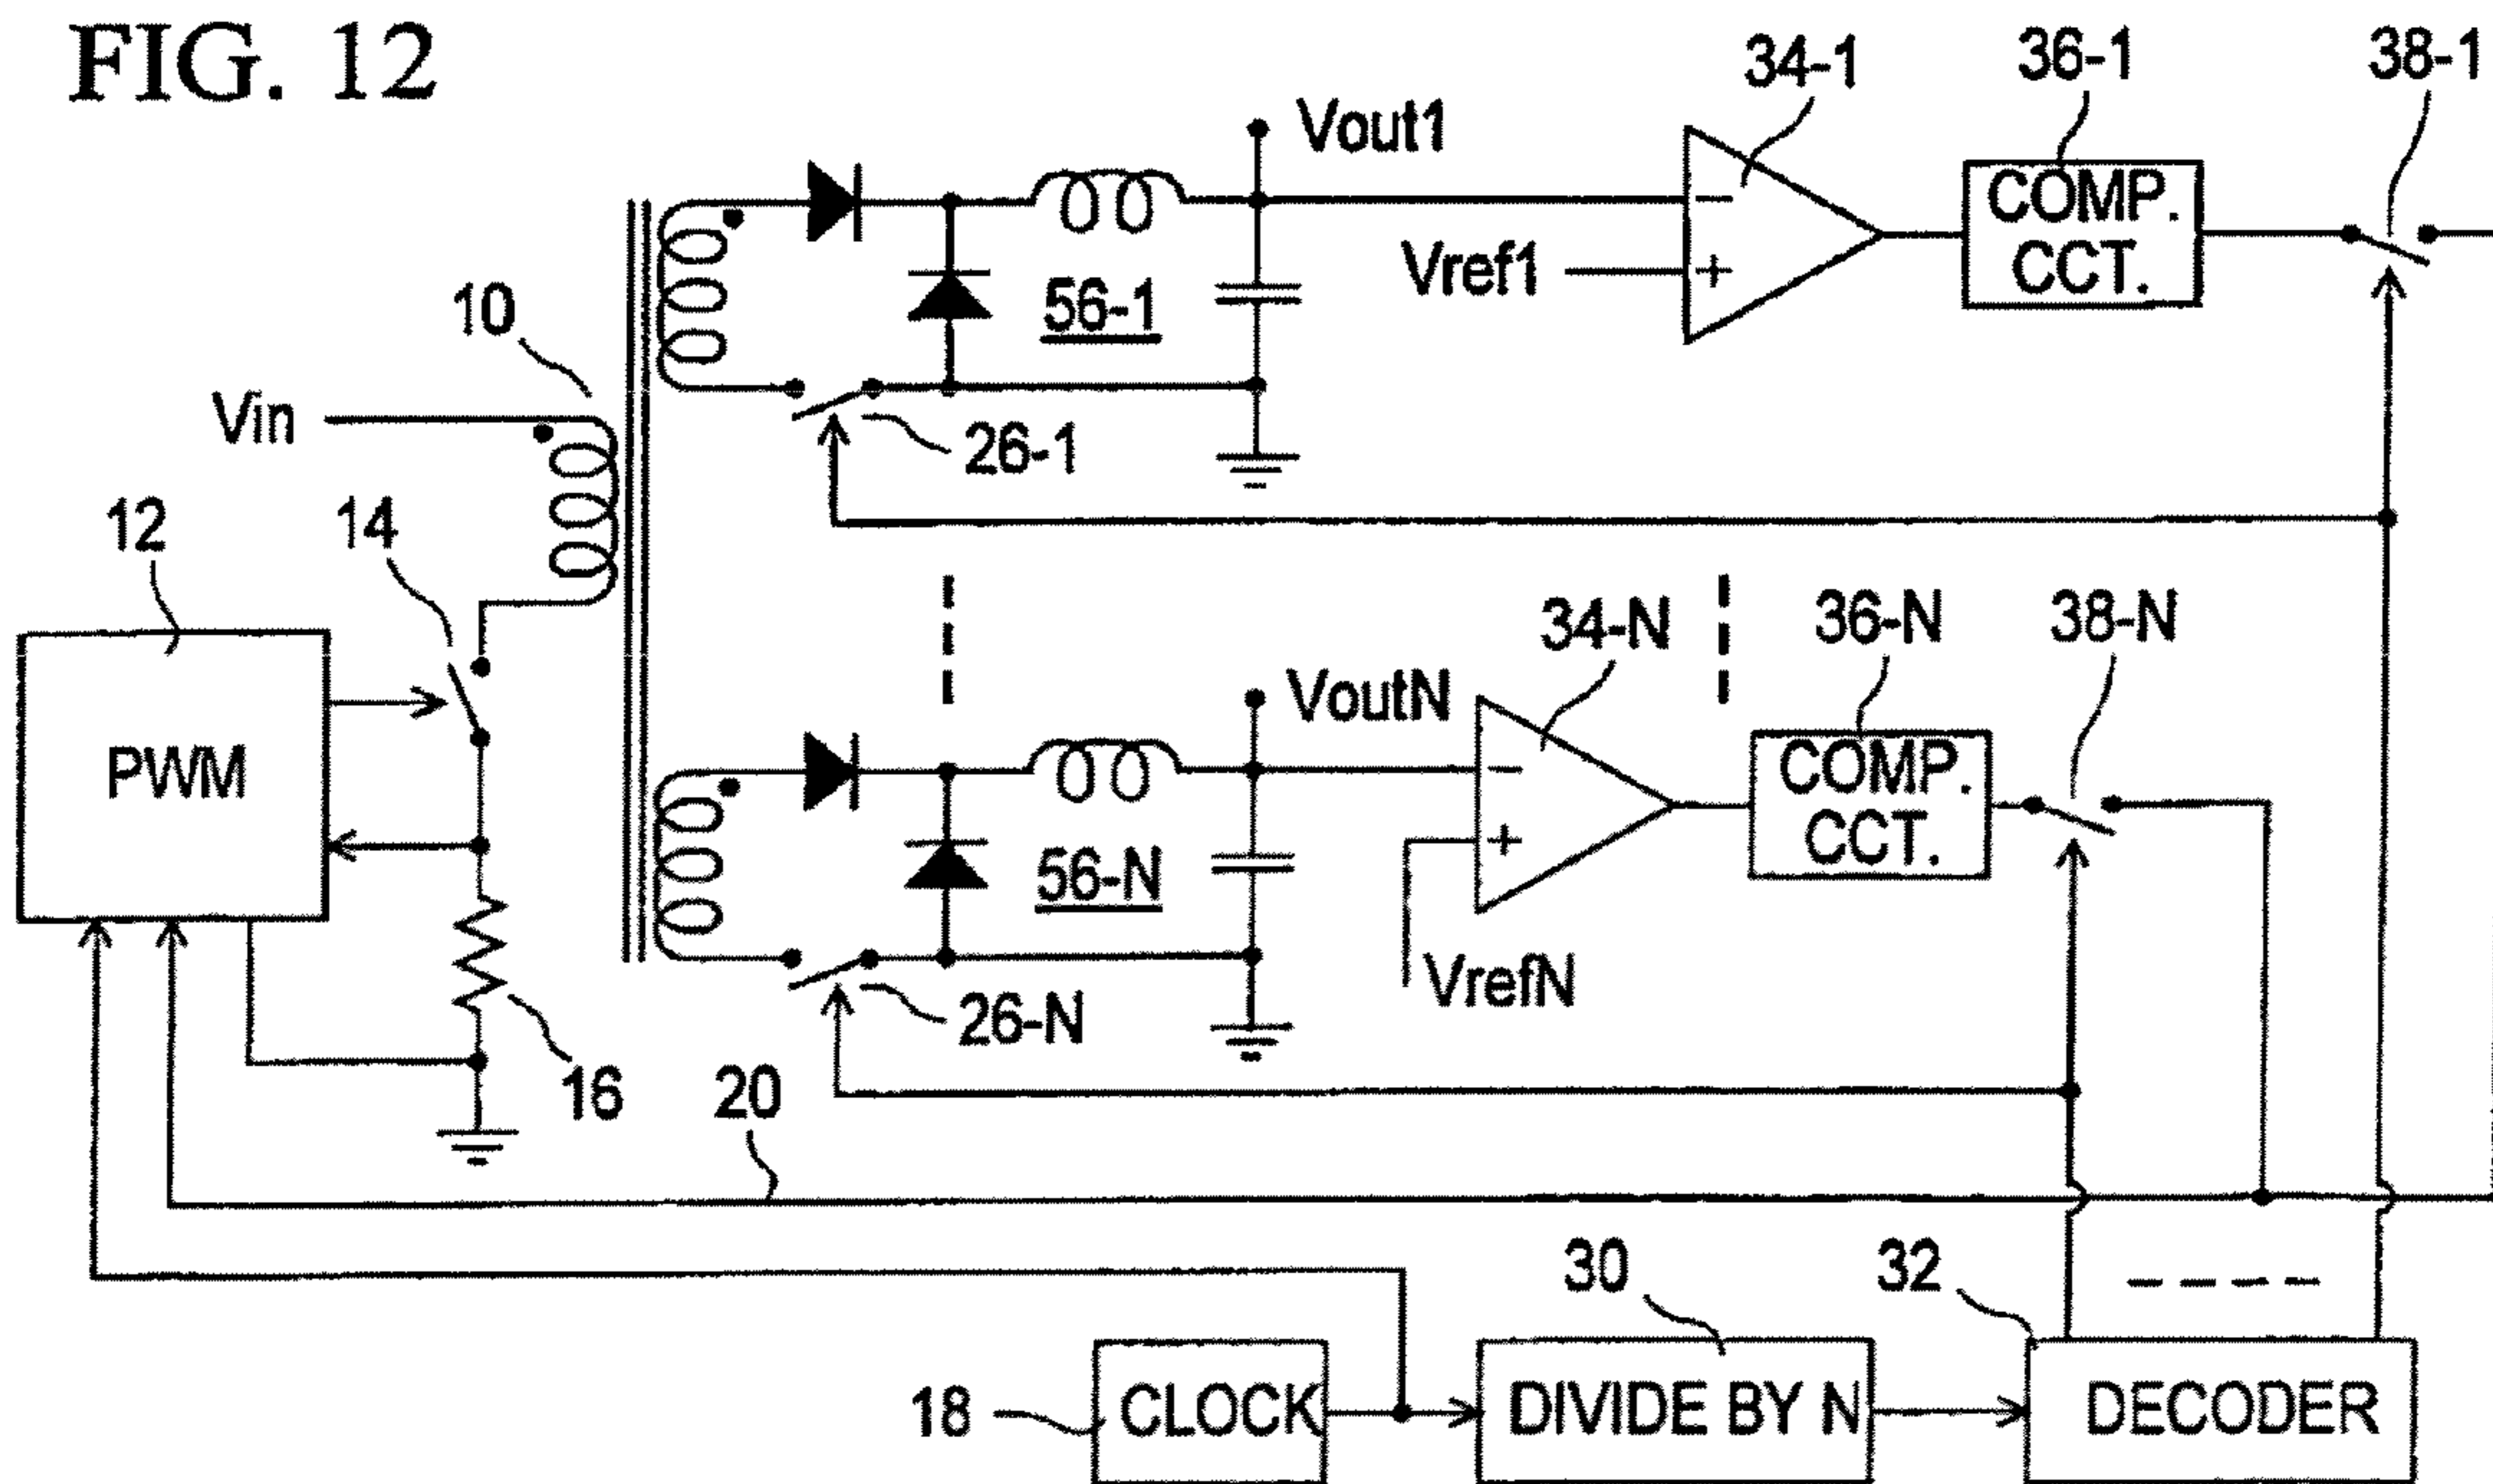 FIG. 12
34-1
36-1
38-1
Vout1
COMP.
CCT.
Vref1
−
+
56-1
10
Vin
26-1
12
14
34-N
36-N
38-N
VoutN
PWM
COMP.
CCT.
−
+
56-N
VrefN
26-N
16
20
30
32
18
CLOCK
DIVIDE BY N
DECODER